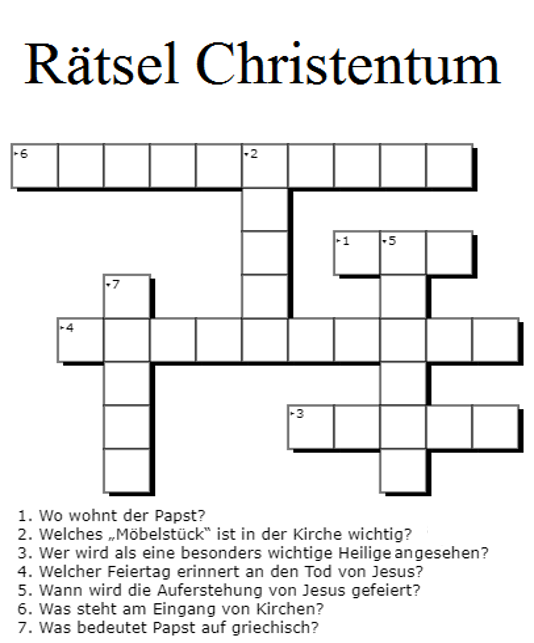 Rätsel Christentum
6
2
1
5
7
4
3
1. Wo wohnt der Papst?
2. Welches „Möbelstück“ ist in der Kirche wichtig?
3. Wer wird als eine besonders wichtige Heilige angesehen?
4. Welcher Feiertag erinnert an den Tod von Jesus?
5. Wann wird die Auferstehung von Jesus gefeiert?
6. Was steht am Eingang von Kirchen?
7. Was bedeutet Papst auf griechisch?